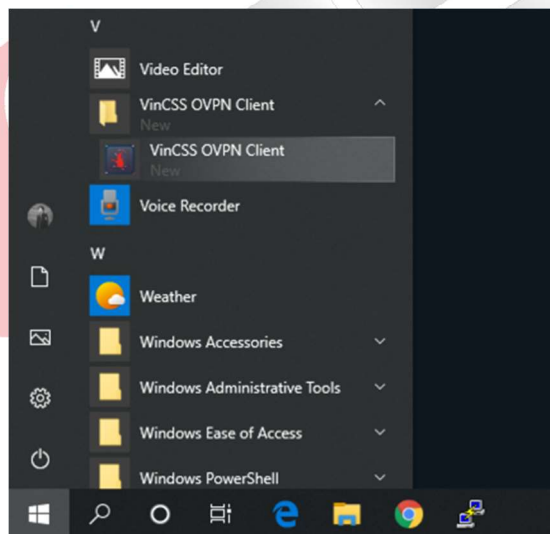 V
Video Editor
VinCSS OVPN Client
New
VinCSS OVPN Client
New
Voice Recorder
W
Weather
Windows Accessories
Windows Administrative Tools
Windows Ease of Access
Windows PowerShell